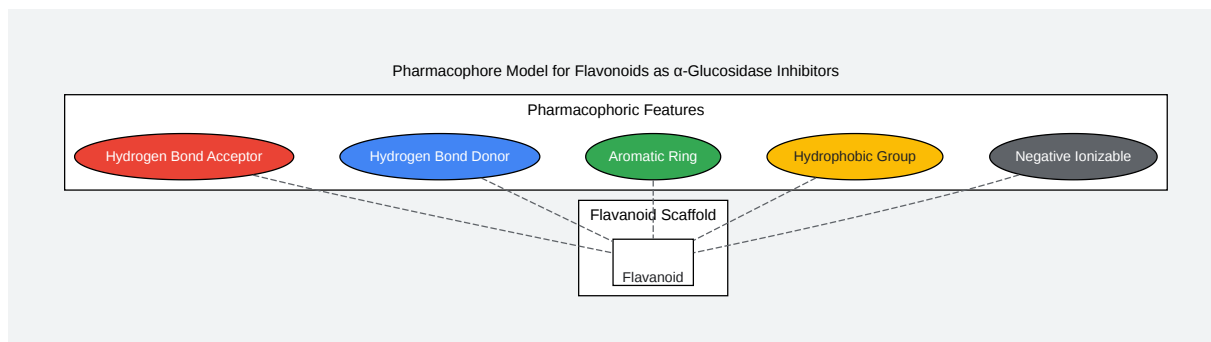 Pharmacophore Model for Flavonoids as α-Glucosidase Inhibitors
Pharmacophoric Features
Hydrogen Bond Acceptor
Hydrogen Bond Donor
Aromatic Ring
Hydrophobic Group
Negative Ionizable
Flavanoid Scaffold
Flavanoid